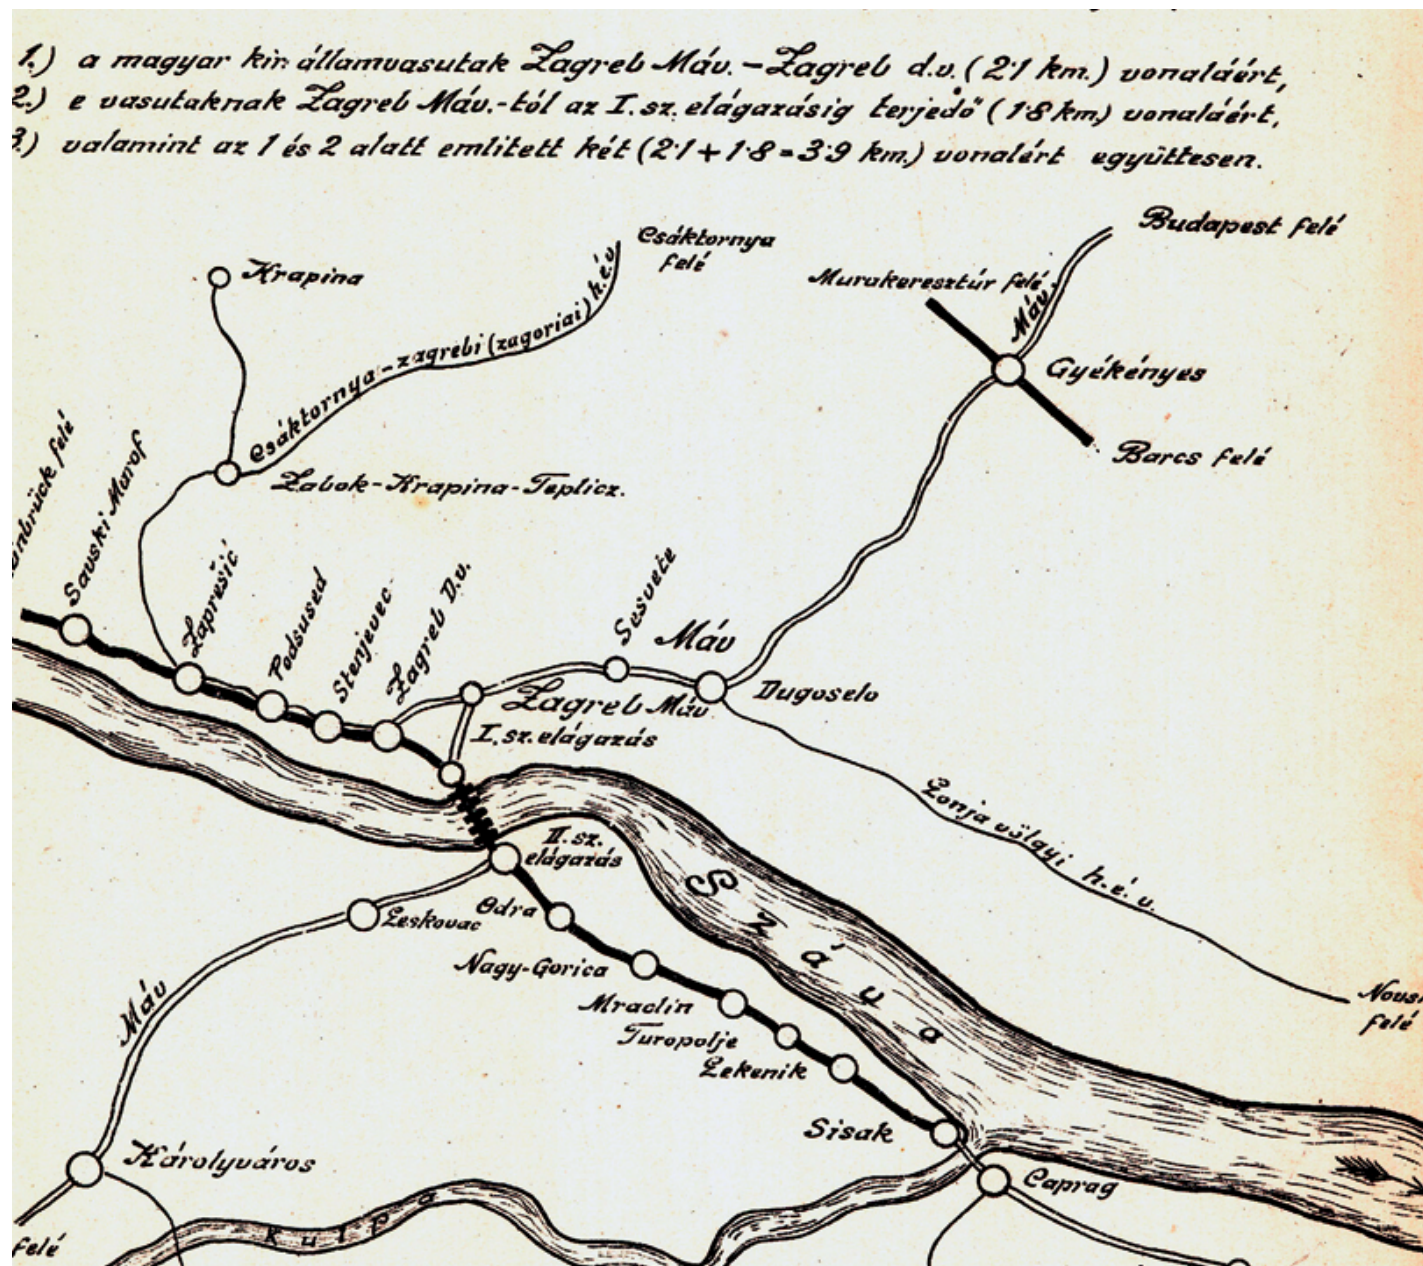 1.) a magyar kir. államvasutak Zagreb Máv. – Zagreb d.v. (2·1 km.) vonaláért,
2.) e vasutaknak Zagreb Máv.-tól az I. sz. elágazásig terjedő (1·8 km.) vonaláért,
3.) valamint az 1 és 2 alatt emlitett két (2·1 + 1·8 = 3·9 km.) vonalért együttesen.
Budapest felé
Csáktornya
felé
Krapina
Murakeresztúr felé
Máv.
Csáktornya-zagrebi (zagoriai) h.é.v.
Gyékényes
Barcs felé
Zabok-Krapina-Teplicz.
felé
Savski Marof
Zaprešić
Podsused
Stenjevec
Zagreb D.v.
Sesvete
Máv
Zagreb Máv
Dugoselo
I. sz. elágazás
Lonja völgyi h.é.v.
II. sz.
elágazás
Száva
Odra
Leskovac
Nagy-Gorica
Máv
Mraclin
Turopolje
Lekenik
felé
Sisak
Károlyváros
Caprag
Kulpa
felé